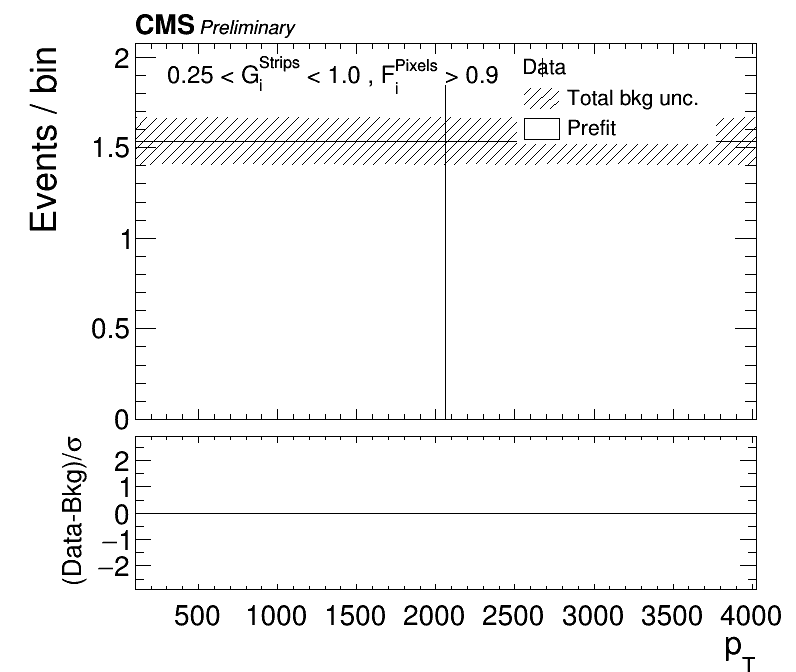 CMS Preliminary
0.25 < G_i^Strips < 1.0 , F_i^Pixels > 0.9
Data
Total bkg unc.
Prefit
Events / bin
2
1.5
1
0.5
0
(Data-Bkg)/σ
2
1
0
−1
−2
500 1000 1500 2000 2500 3000 3500 4000
p_T